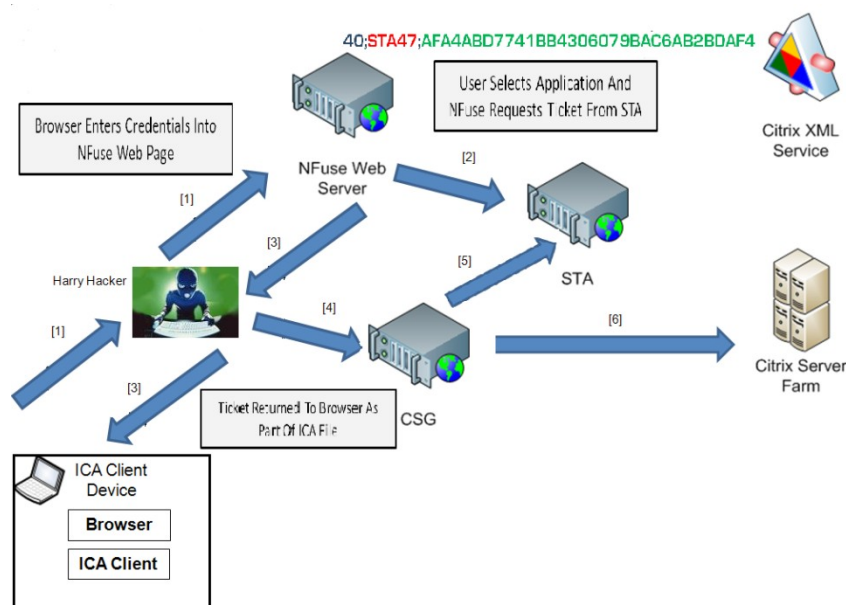 40;STA47;AFA4ABD7741BB4306079BAC6AB2BDAF4
User Selects Application And
NFuse Requests Ticket From STA
Browser Enters Credentials Into
NFuse Web Page
Citrix XML
Service
[1]
NFuse Web
Server
[2]
[3]
STA
Harry Hacker
[5]
[4]
[1]
[6]
CSG
Citrix Server
Farm
[3]
Ticket Returned To Browser As
Part Of ICA File
ICA Client
Device
Browser
ICA Client